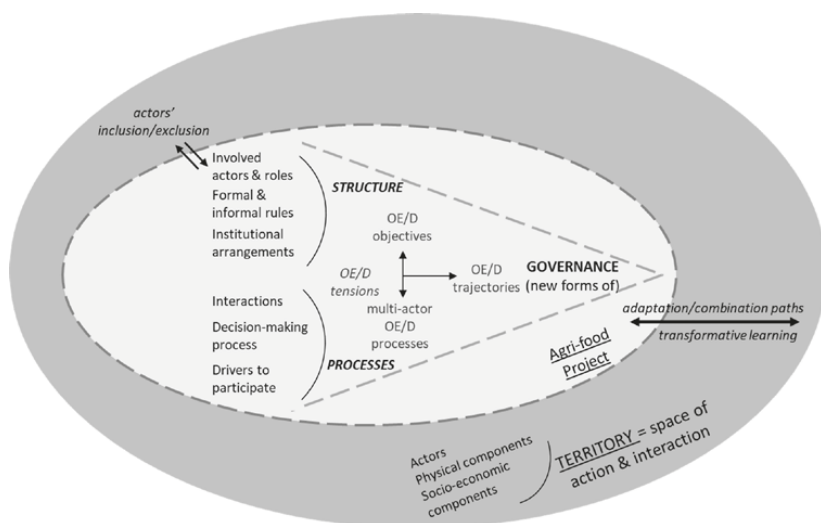 actors'
inclusion/exclusion
Involved
actors & roles
Formal &
informal rules
Institutional
arrangements
STRUCTURE
OE/D
objectives
OE/D
tensions
OE/D
trajectories
GOVERNANCE
(new forms of)
multi-actor
OE/D
processes
Interactions
Decision-making
process
Drivers to
participate
PROCESSES
adaptation/combination paths
transformative learning
Agri-food
Project
Actors
Physical components
Socio-economic
components
TERRITORY = space of
action & interaction